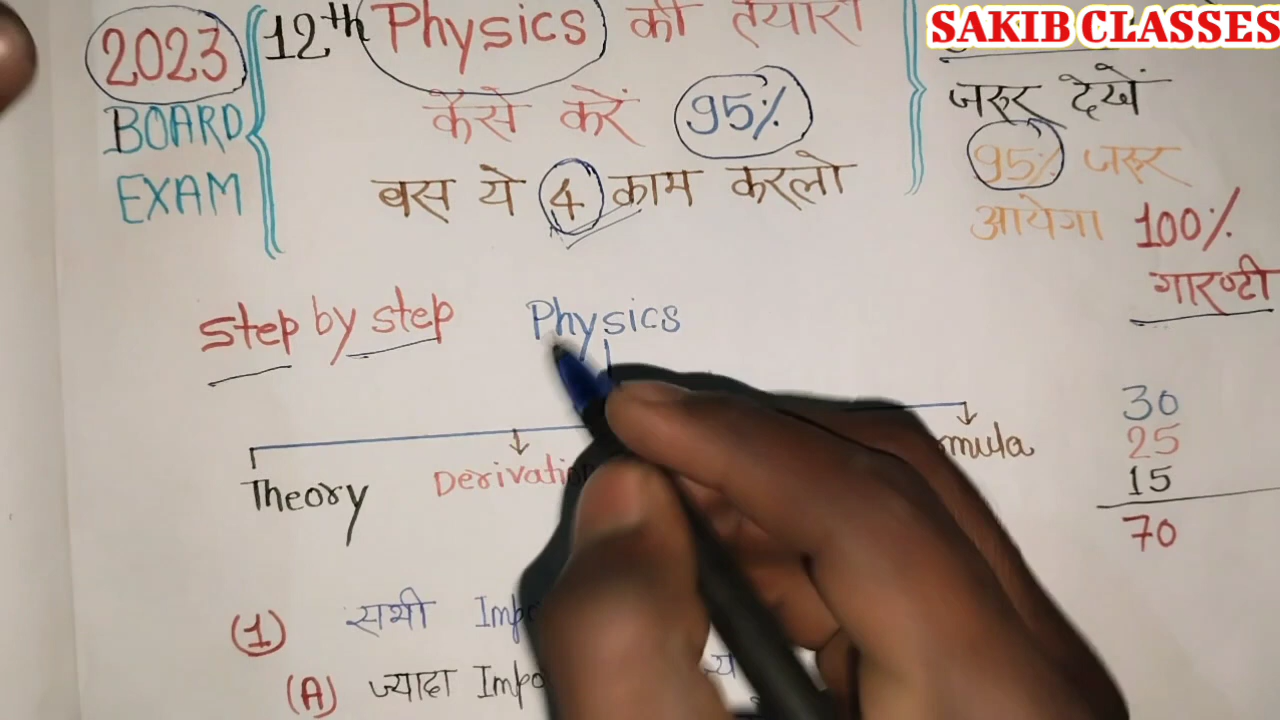 SAKIB CLASSES
2023
BOARD
EXAM
12th Physics की तैयारी
कैसे करें 95%
बस ये 4 काम करलो
जरूर देखें
95% जरूर
आयेगा 100%
गारण्टी
step by step
Physics
Theory
Derivation
30
25
15
70
(1) सभी
(A) ज्यादा